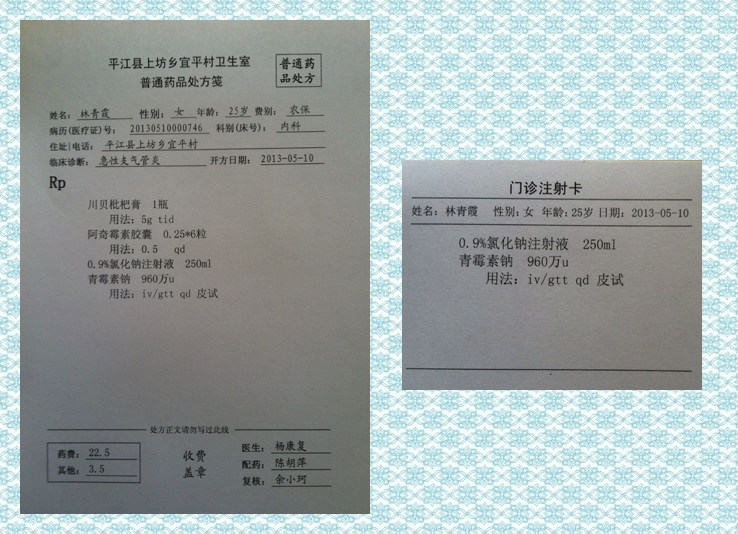 平江县上坊乡宜平村卫生室
普通药品处方笺
普通药
品处方
姓名: 林青霞 性别: 女 年龄: 25岁 费别: 农保
病历(医疗证)号: 20130510000746 科别(床号): 内科
住址|电话: 平江县上坊乡宜平村
临床诊断: 急性支气管炎 开方日期: 2013-05-10
Rp
川贝枇杷膏 1瓶
用法: 5g tid
阿奇霉素胶囊 0.25*6粒
用法: 0.5 qd
0.9%氯化钠注射液 250ml
青霉素钠 960万u
用法: iv/gtt qd 皮试
处方正文请勿写过此线
药费: 22.5
其他: 3.5
收费
盖章
医生: 杨康复
配药: 陈胡萍
复核: 余小珂
门诊注射卡
姓名: 林青霞 性别: 女 年龄: 25岁 日期: 2013-05-10
0.9%氯化钠注射液 250ml
青霉素钠 960万u
用法: iv/gtt qd 皮试